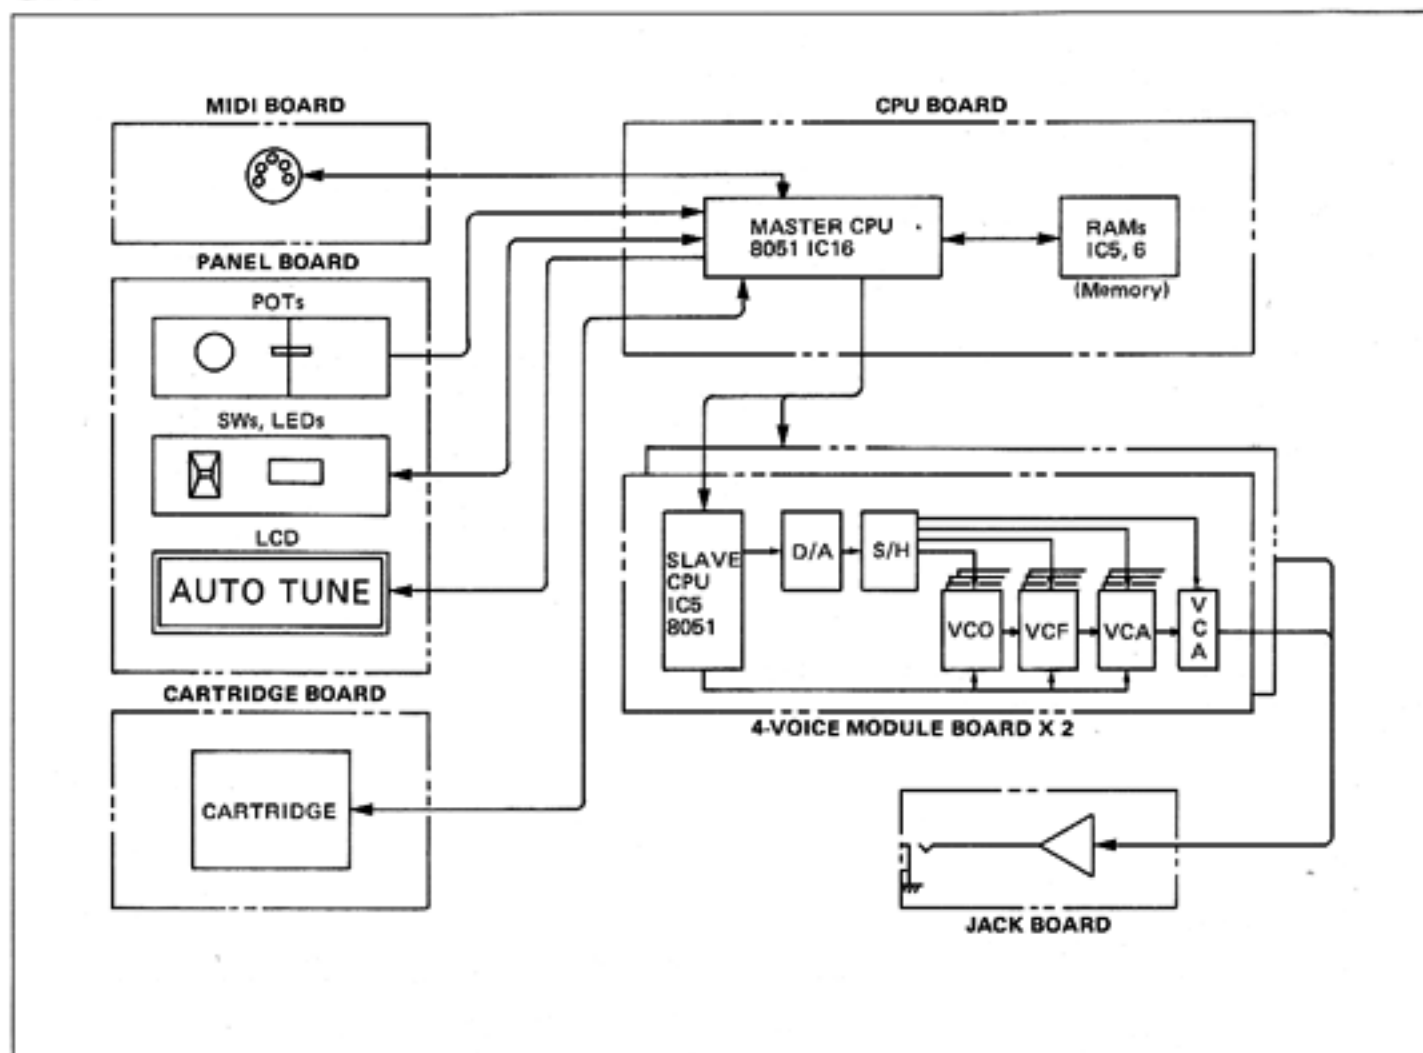 MIDI BOARD
CPU BOARD
MASTER CPU
8051 IC16
RAMs
IC5, 6
(Memory)
PANEL BOARD
POTs
SWs, LEDs
LCD
AUTO TUNE
SLAVE
CPU
IC5
8051
D/A
S/H
VCO
VCF
VCA
V
C
A
4-VOICE MODULE BOARD X 2
CARTRIDGE BOARD
CARTRIDGE
JACK BOARD